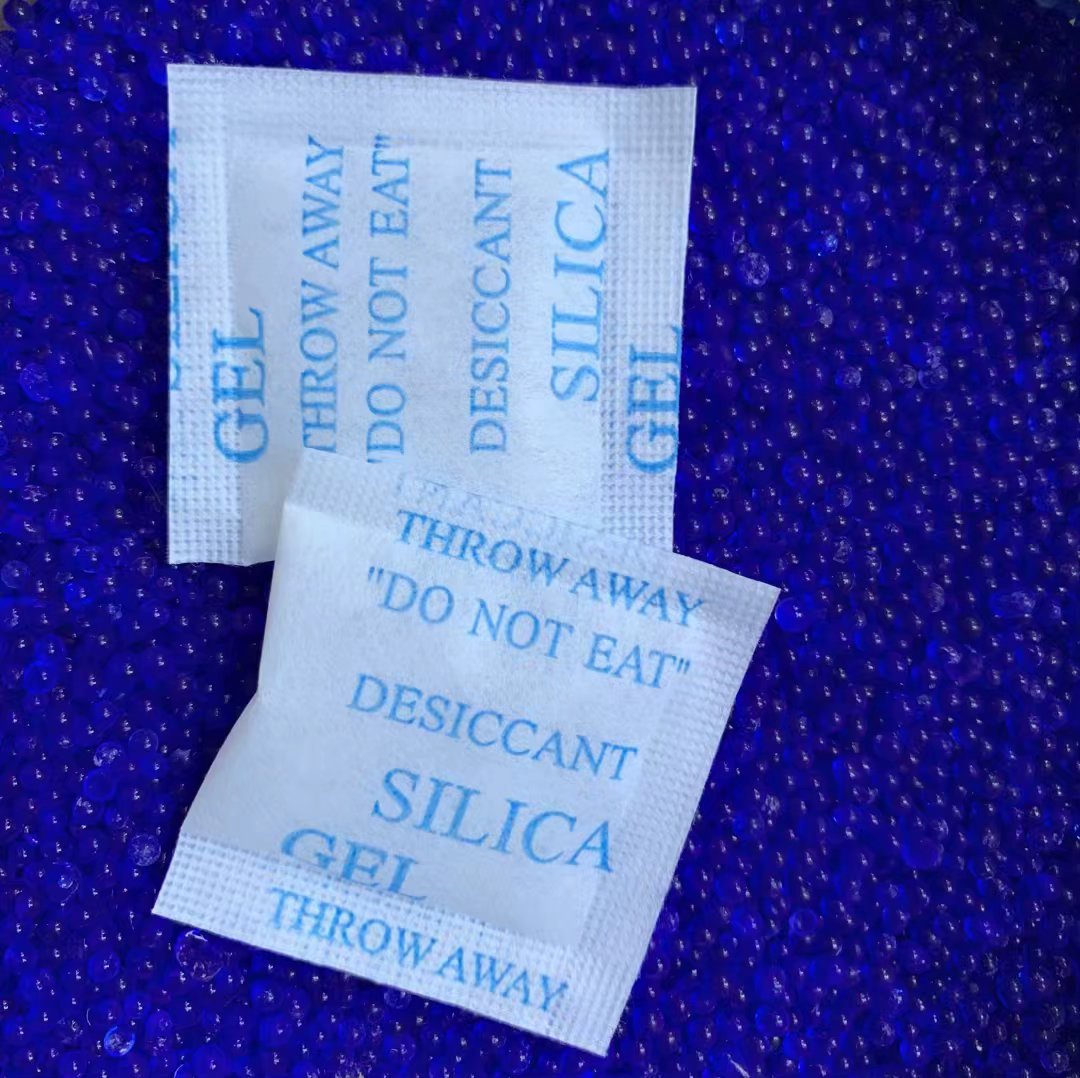 GEL
THROW AWAY
"DO NOT EAT"
DESICCANT
SILICA
GEL
THROW AWAY
"DO NOT EAT"
DESICCANT
SILICA
GEL
THROW AWAY